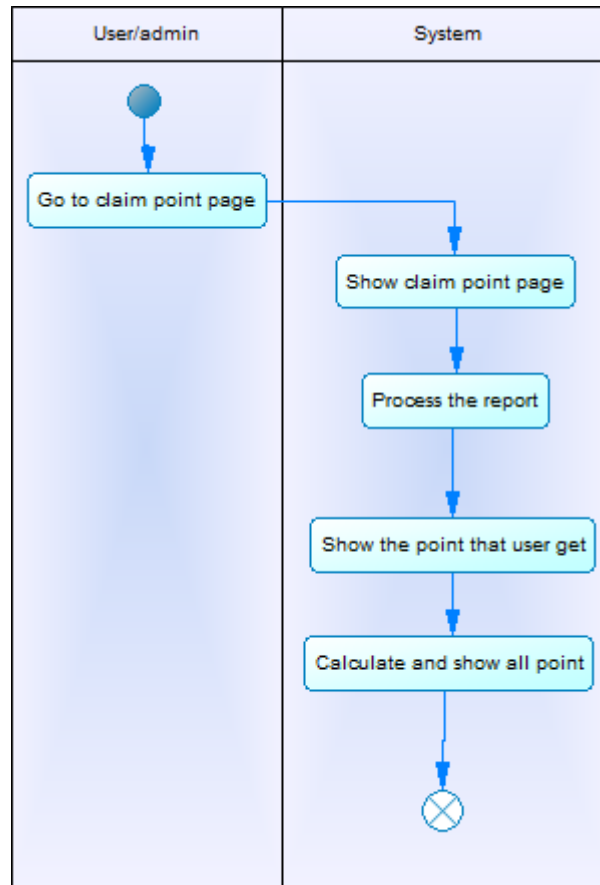 User/admin
System
Go to claim point page
Show claim point page
Process the report
Show the point that user get
Calculate and show all point